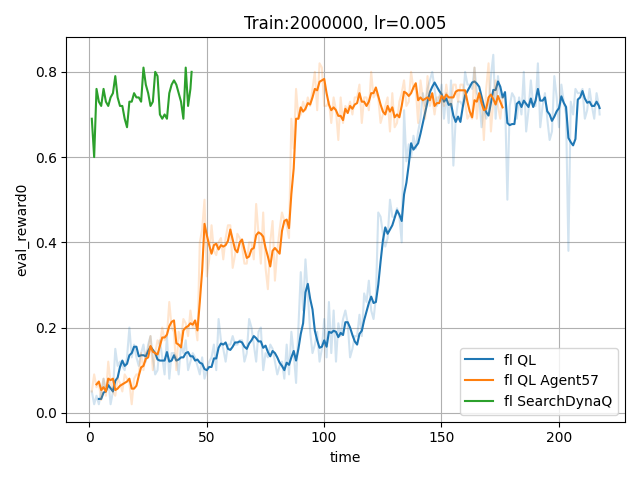 Train:2000000, lr=0.005
eval_reward0
0.8
0.6
0.4
0.2
0.0
0
50
100
150
200
time
fl QL
fl QL Agent57
fl SearchDynaQ